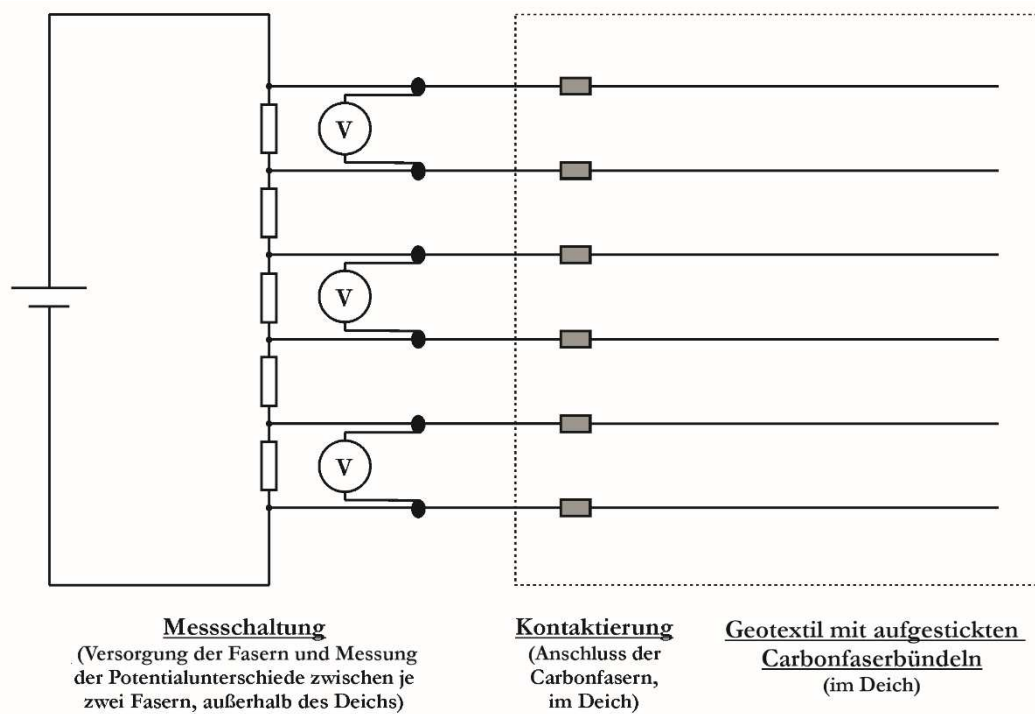 V
V
V
Messschaltung
(Versorgung der Fasern und Messung
der Potentialunterschiede zwischen je
zwei Fasern, außerhalb des Deichs)
Kontaktierung
(Anschluss der
Carbonfasern,
im Deich)
Geotextil mit aufgestickten
Carbonfaserbündeln
(im Deich)